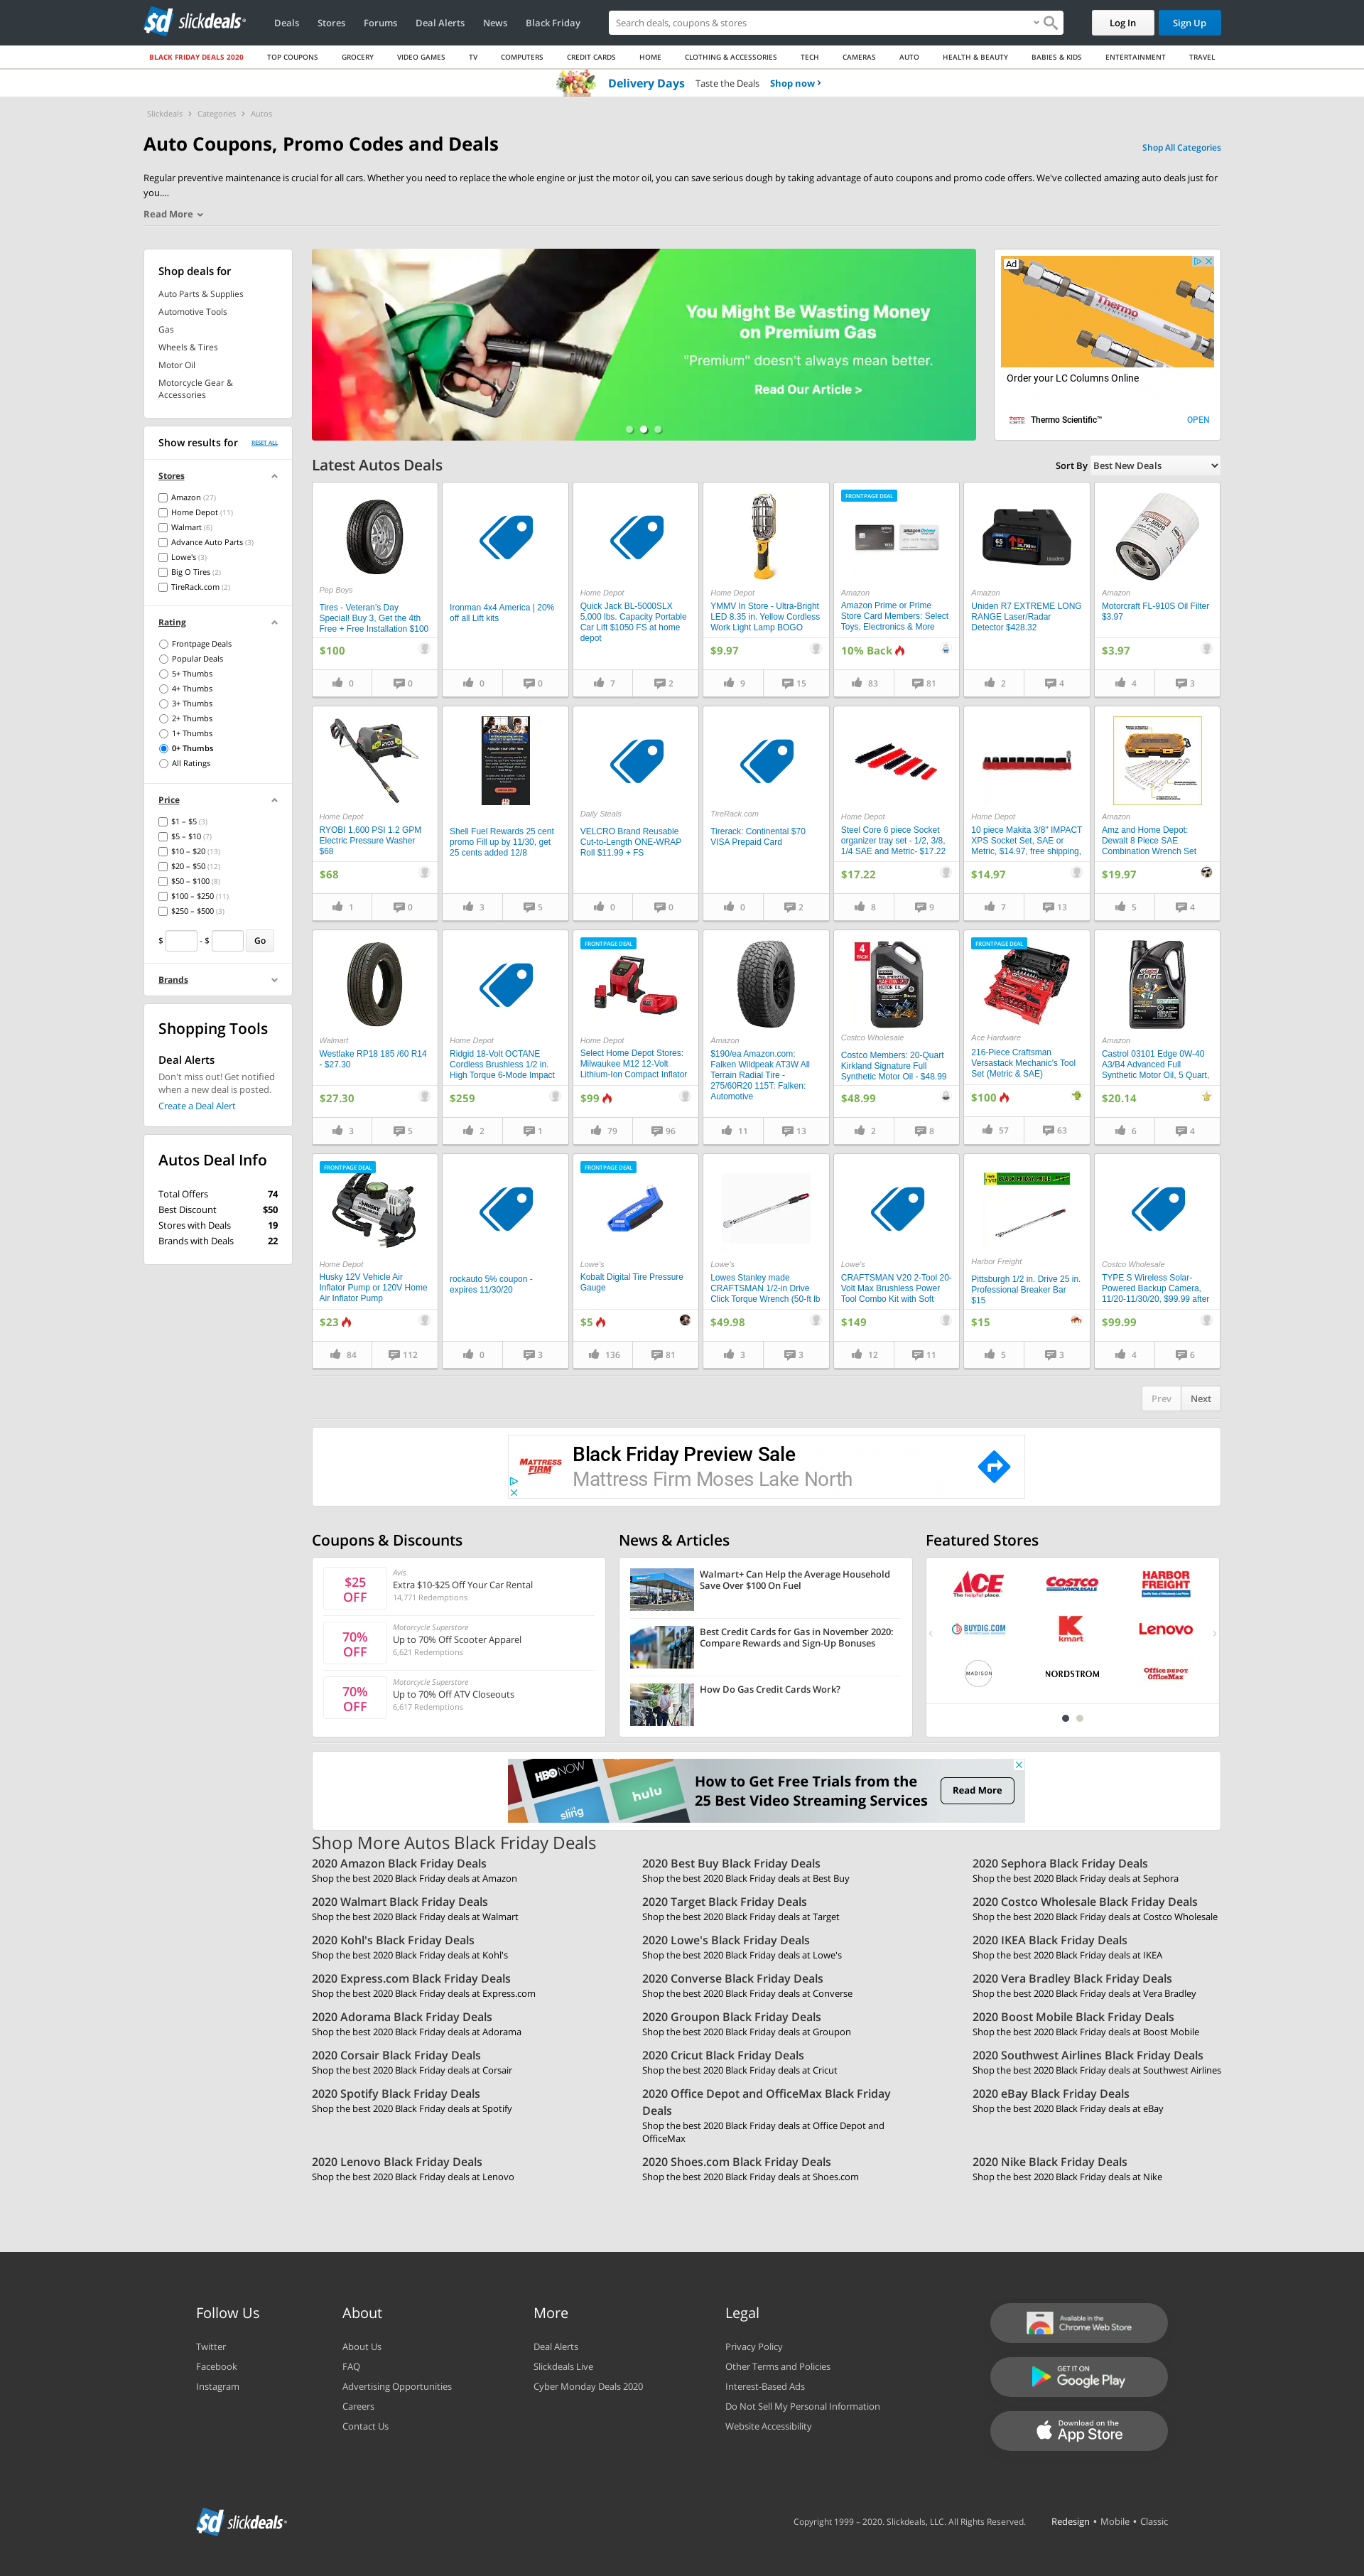 sd slickdeals
Deals Stores Forums Deal Alerts News Black Friday
Search deals, coupons & stores
Log In
Sign Up
BLACK FRIDAY DEALS 2020 TOP COUPONS GROCERY VIDEO GAMES TV COMPUTERS CREDIT CARDS HOME CLOTHING & ACCESSORIES TECH CAMERAS AUTO HEALTH & BEAUTY BABIES & KIDS ENTERTAINMENT TRAVEL
Delivery Days Taste the Deals Shop now ›
Slickdeals › Categories › Autos
Auto Coupons, Promo Codes and Deals
Shop All Categories
Regular preventive maintenance is crucial for all cars. Whether you need to replace the whole engine or just the motor oil, you can save serious dough by taking advantage of auto coupons and promo code offers. We've collected amazing auto deals just for
you....
Read More
Shop deals for
Auto Parts & Supplies
Automotive Tools
Gas
Wheels & Tires
Motor Oil
Motorcycle Gear &
Accessories
Show results for RESET ALL
Stores
Amazon (27)
Home Depot (11)
Walmart (6)
Advance Auto Parts (3)
Lowe's (3)
Big O Tires (2)
TireRack.com (2)
Rating
Frontpage Deals
Popular Deals
5+ Thumbs
4+ Thumbs
3+ Thumbs
2+ Thumbs
1+ Thumbs
0+ Thumbs
All Ratings
Price
$1 – $5 (3)
$5 – $10 (7)
$10 – $20 (13)
$20 – $50 (12)
$50 – $100 (8)
$100 – $250 (11)
$250 – $500 (3)
$ - $ Go
Brands
Shopping Tools
Deal Alerts
Don't miss out! Get notified
when a new deal is posted.
Create a Deal Alert
Autos Deal Info
Total Offers 74
Best Discount $50
Stores with Deals 19
Brands with Deals 22
You Might Be Wasting Money
on Premium Gas
"Premium" doesn't always mean better.
Read Our Article >
Ad
Thermo
SCIENTIFIC
Order your LC Columns Online
Thermo Scientific™
OPEN
Latest Autos Deals
Sort By Best New Deals
Pep Boys
Tires - Veteran's Day
Special! Buy 3, Get the 4th
Free + Free Installation $100
$100
0 0
Ironman 4x4 America | 20%
off all Lift kits
0 0
Home Depot
Quick Jack BL-5000SLX
5,000 lbs. Capacity Portable
Car Lift $1050 FS at home
depot
7 2
Home Depot
YMMV In Store - Ultra-Bright
LED 8.35 in. Yellow Cordless
Work Light Lamp BOGO
$9.97
9 15
FRONTPAGE DEAL
Amazon
Amazon Prime or Prime
Store Card Members: Select
Toys, Electronics & More
10% Back
83 81
Amazon
Uniden R7 EXTREME LONG
RANGE Laser/Radar
Detector $428.32
2 4
Amazon
Motorcraft FL-910S Oil Filter
$3.97
$3.97
4 3
Home Depot
RYOBI 1,600 PSI 1.2 GPM
Electric Pressure Washer
$68
$68
1 0
Shell Fuel Rewards 25 cent
promo Fill up by 11/30, get
25 cents added 12/8
3 5
Daily Steals
VELCRO Brand Reusable
Cut-to-Length ONE-WRAP
Roll $11.99 + FS
0 0
TireRack.com
Tirerack: Continental $70
VISA Prepaid Card
0 2
Home Depot
Steel Core 6 piece Socket
organizer tray set - 1/2, 3/8,
1/4 SAE and Metric- $17.22
$17.22
8 9
Home Depot
10 piece Makita 3/8" IMPACT
XPS Socket Set, SAE or
Metric, $14.97, free shipping,
$14.97
7 13
Amazon
Amz and Home Depot:
Dewalt 8 Piece SAE
Combination Wrench Set
$19.97
5 4
Walmart
Westlake RP18 185 /60 R14
- $27.30
$27.30
3 5
Home Depot
Ridgid 18-Volt OCTANE
Cordless Brushless 1/2 in.
High Torque 6-Mode Impact
$259
2 1
FRONTPAGE DEAL
Home Depot
Select Home Depot Stores:
Milwaukee M12 12-Volt
Lithium-Ion Compact Inflator
$99
79 96
Amazon
$190/ea Amazon.com:
Falken Wildpeak AT3W All
Terrain Radial Tire -
275/60R20 115T: Falken:
Automotive
11 13
4 PACK
Costco Wholesale
Costco Members: 20-Quart
Kirkland Signature Full
Synthetic Motor Oil - $48.99
$48.99
2 8
FRONTPAGE DEAL
Ace Hardware
216-Piece Craftsman
Versastack Mechanic's Tool
Set (Metric & SAE)
$100
57 63
Amazon
Castrol 03101 Edge 0W-40
A3/B4 Advanced Full
Synthetic Motor Oil, 5 Quart,
$20.14
6 4
FRONTPAGE DEAL
Home Depot
Husky 12V Vehicle Air
Inflator Pump or 120V Home
Air Inflator Pump
$23
84 112
rockauto 5% coupon -
expires 11/30/20
0 3
FRONTPAGE DEAL
Lowe's
Kobalt Digital Tire Pressure
Gauge
$5
136 81
Lowe's
Lowes Stanley made
CRAFTSMAN 1/2-in Drive
Click Torque Wrench (50-ft lb
$49.98
3 3
Lowe's
CRAFTSMAN V20 2-Tool 20-
Volt Max Brushless Power
Tool Combo Kit with Soft
$149
12 11
Harbor Freight
Pittsburgh 1/2 in. Drive 25 in.
Professional Breaker Bar
$15
$15
5 3
Costco Wholesale
TYPE S Wireless Solar-
Powered Backup Camera,
11/20-11/30/20, $99.99 after
$99.99
4 6
Prev Next
MATTRESS FIRM
Black Friday Preview Sale
Mattress Firm Moses Lake North
Coupons & Discounts
$25 OFF
Avis
Extra $10-$25 Off Your Car Rental
14,771 Redemptions
70% OFF
Motorcycle Superstore
Up to 70% Off Scooter Apparel
6,621 Redemptions
70% OFF
Motorcycle Superstore
Up to 70% Off ATV Closeouts
6,617 Redemptions
News & Articles
Walmart+ Can Help the Average Household
Save Over $100 On Fuel
Best Credit Cards for Gas in November 2020:
Compare Rewards and Sign-Up Bonuses
How Do Gas Credit Cards Work?
Featured Stores
ACE The helpful place.
COSTCO WHOLESALE
HARBOR FREIGHT
BUYDIG.COM
kmart
Lenovo
MADISON
NORDSTROM
Office DEPOT OfficeMax
HBO NOW
hulu
sling
How to Get Free Trials from the
25 Best Video Streaming Services
Read More
Shop More Autos Black Friday Deals
2020 Amazon Black Friday Deals
Shop the best 2020 Black Friday deals at Amazon
2020 Best Buy Black Friday Deals
Shop the best 2020 Black Friday deals at Best Buy
2020 Sephora Black Friday Deals
Shop the best 2020 Black Friday deals at Sephora
2020 Walmart Black Friday Deals
Shop the best 2020 Black Friday deals at Walmart
2020 Target Black Friday Deals
Shop the best 2020 Black Friday deals at Target
2020 Costco Wholesale Black Friday Deals
Shop the best 2020 Black Friday deals at Costco Wholesale
2020 Kohl's Black Friday Deals
Shop the best 2020 Black Friday deals at Kohl's
2020 Lowe's Black Friday Deals
Shop the best 2020 Black Friday deals at Lowe's
2020 IKEA Black Friday Deals
Shop the best 2020 Black Friday deals at IKEA
2020 Express.com Black Friday Deals
Shop the best 2020 Black Friday deals at Express.com
2020 Converse Black Friday Deals
Shop the best 2020 Black Friday deals at Converse
2020 Vera Bradley Black Friday Deals
Shop the best 2020 Black Friday deals at Vera Bradley
2020 Adorama Black Friday Deals
Shop the best 2020 Black Friday deals at Adorama
2020 Groupon Black Friday Deals
Shop the best 2020 Black Friday deals at Groupon
2020 Boost Mobile Black Friday Deals
Shop the best 2020 Black Friday deals at Boost Mobile
2020 Corsair Black Friday Deals
Shop the best 2020 Black Friday deals at Corsair
2020 Cricut Black Friday Deals
Shop the best 2020 Black Friday deals at Cricut
2020 Southwest Airlines Black Friday Deals
Shop the best 2020 Black Friday deals at Southwest Airlines
2020 Spotify Black Friday Deals
Shop the best 2020 Black Friday deals at Spotify
2020 Office Depot and OfficeMax Black Friday
Deals
Shop the best 2020 Black Friday deals at Office Depot and
OfficeMax
2020 eBay Black Friday Deals
Shop the best 2020 Black Friday deals at eBay
2020 Lenovo Black Friday Deals
Shop the best 2020 Black Friday deals at Lenovo
2020 Shoes.com Black Friday Deals
Shop the best 2020 Black Friday deals at Shoes.com
2020 Nike Black Friday Deals
Shop the best 2020 Black Friday deals at Nike
Follow Us
Twitter
Facebook
Instagram
About
About Us
FAQ
Advertising Opportunities
Careers
Contact Us
More
Deal Alerts
Slickdeals Live
Cyber Monday Deals 2020
Legal
Privacy Policy
Other Terms and Policies
Interest-Based Ads
Do Not Sell My Personal Information
Website Accessibility
Available in the
Chrome Web Store
GET IT ON
Google Play
Download on the
App Store
sd slickdeals
Copyright 1999 – 2020. Slickdeals, LLC. All Rights Reserved.
Redesign • Mobile • Classic